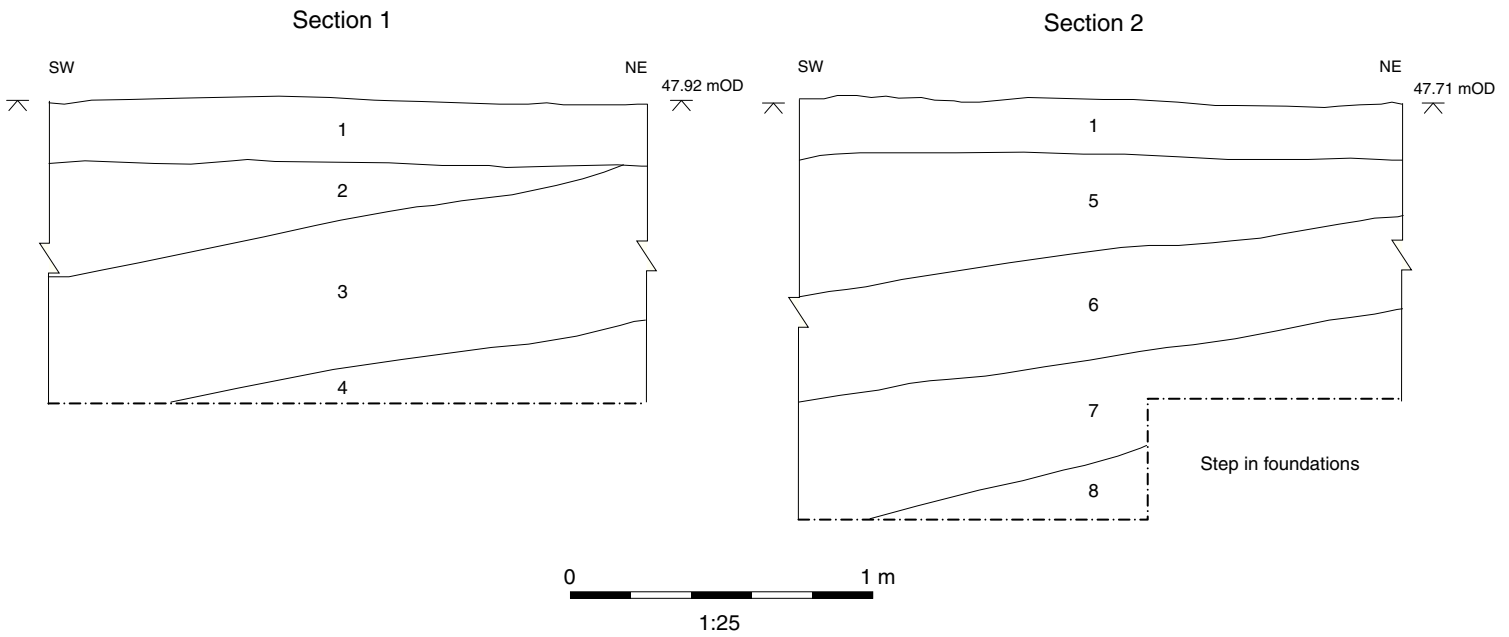 Section 1
SW
NE
47.92 mOD
1
2
3
4
Section 2
SW
NE
47.71 mOD
1
5
6
7
8
Step in foundations
0
1 m
1:25